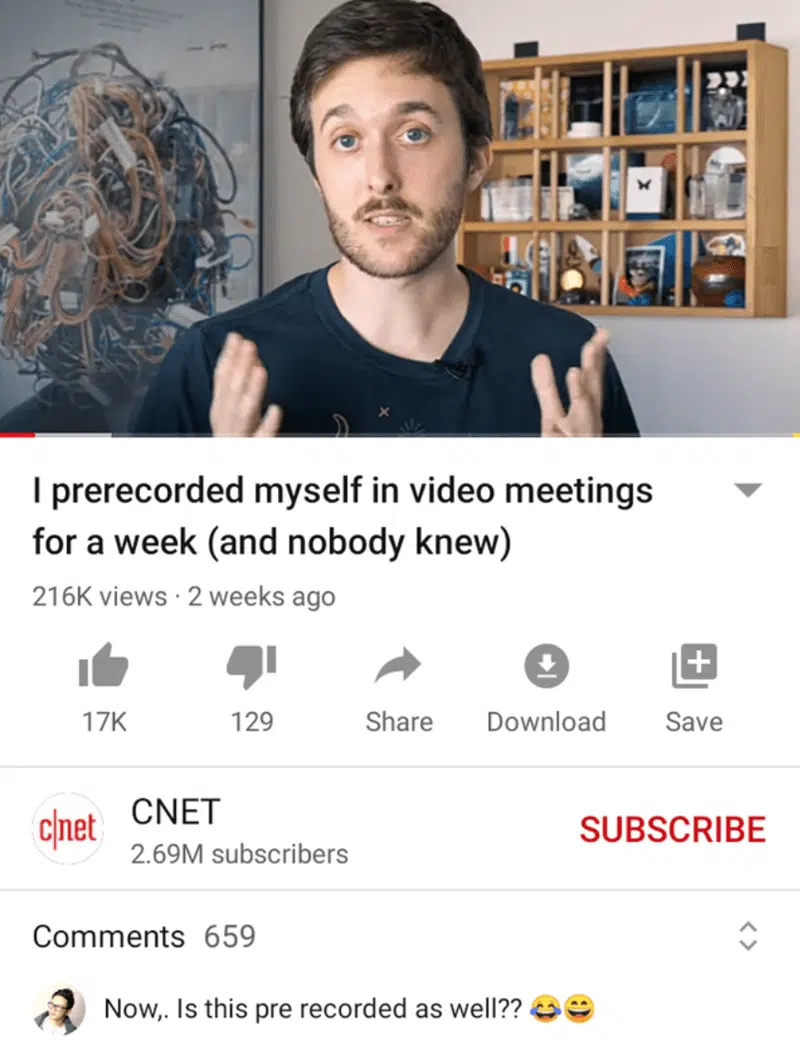 I prerecorded myself in video meetings
for a week (and nobody knew)
216K views · 2 weeks ago
17K
129
Share
Download
Save
c|net
CNET
2.69M subscribers
SUBSCRIBE
Comments 659
Now,. Is this pre recorded as well?? 😂😄